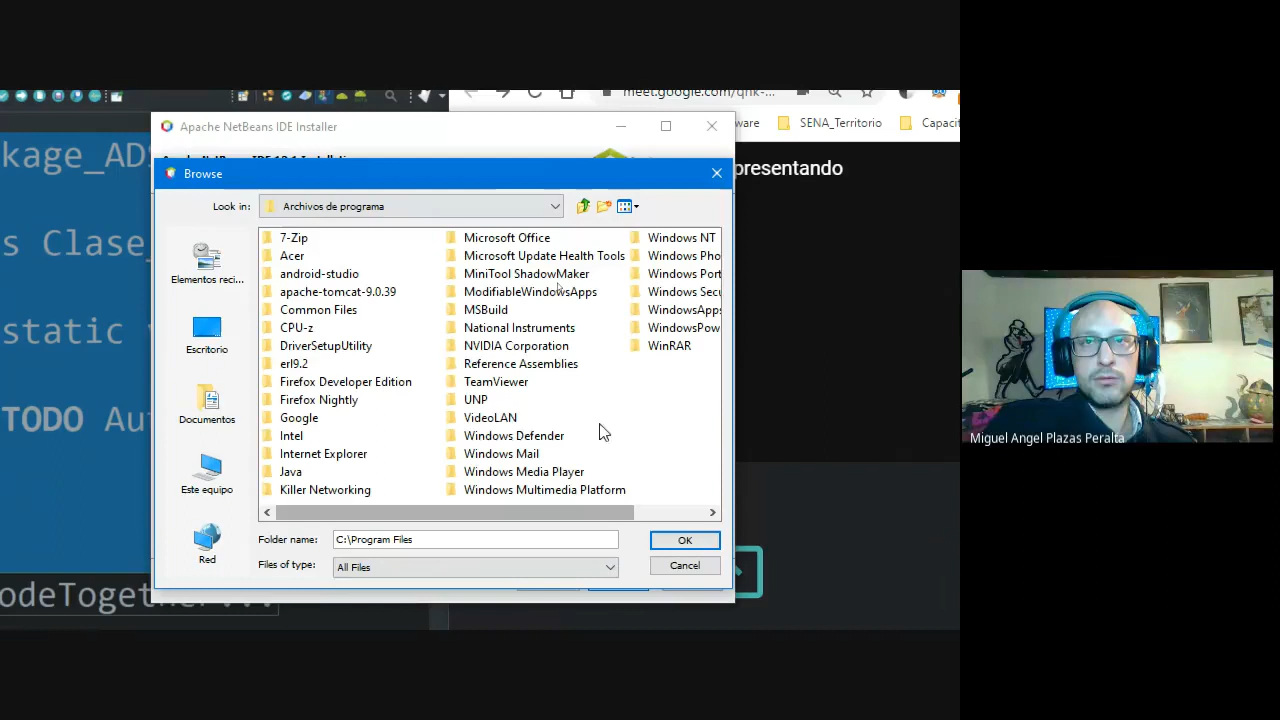 meet.google.com/qnk-...
Apache NetBeans IDE Installer
ware
SENA_Territorio
Capacit
kage_ADS
Browse
presentando
Look in:
Archivos de programa
7-Zip
Acer
android-studio
apache-tomcat-9.0.39
Common Files
CPU-z
DriverSetupUtility
erl9.2
Firefox Developer Edition
Firefox Nightly
Google
Intel
Internet Explorer
Java
Killer Networking
Microsoft Office
Microsoft Update Health Tools
MiniTool ShadowMaker
ModifiableWindowsApps
MSBuild
National Instruments
NVIDIA Corporation
Reference Assemblies
TeamViewer
UNP
VideoLAN
Windows Defender
Windows Mail
Windows Media Player
Windows Multimedia Platform
Windows NT
Windows Pho
Windows Port
Windows Secu
WindowsApps
WindowsPow
WinRAR
Elementos reci...
Escritorio
Documentos
Este equipo
Red
s Clase_
static
TODO Au
Folder name:
C:\Program Files
OK
Files of type:
All Files
Cancel
odeTogether...
Miguel Angel Plazas Peralta